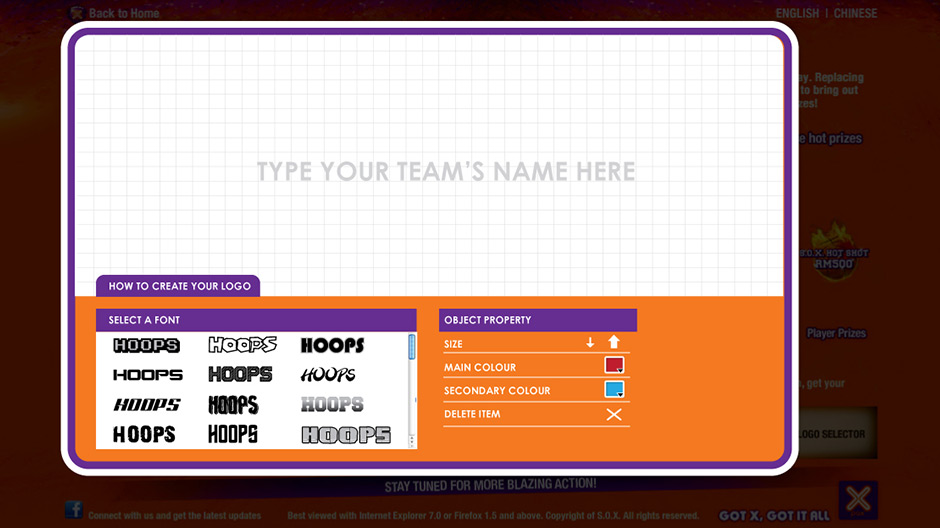 Back to Home
ENGLISH | CHINESE
ay. Replacing
to bring out
zes!
e hot prizes
TYPE YOUR TEAM'S NAME HERE
S.O.X. HOT SHOT
RM500
HOW TO CREATE YOUR LOGO
SELECT A FONT
OBJECT PROPERTY
HOOPS HOOPS HOOPS
HOOPS HOOPS HOOPS
HOOPS HOOPS HOOPS
HOOPS HOOPS HOOPS
SIZE
MAIN COLOUR
SECONDARY COLOUR
DELETE ITEM
Player Prizes
, get your
LOGO SELECTOR
STAY TUNED FOR MORE BLAZING ACTION!
Connect with us and get the latest updates
Best viewed with Internet Explorer 7.0 or Firefox 1.5 and above. Copyright of S.O.X. All rights reserved.
GOT X, GOT IT ALL